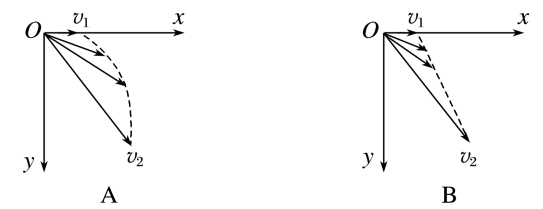 O v₁ x
y v₂
A
O v₁ x
y v₂
B